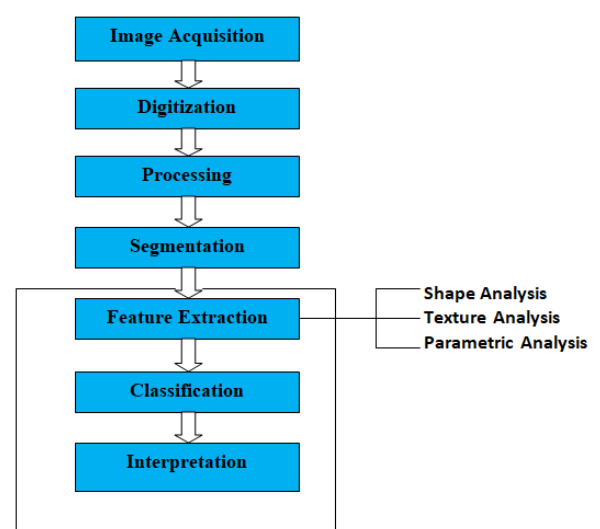 Image Acquisition
Digitization
Processing
Segmentation
Feature Extraction
Shape Analysis
Texture Analysis
Parametric Analysis
Classification
Interpretation